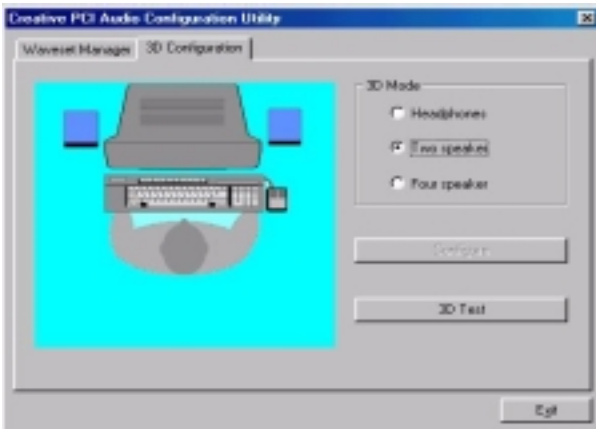 Creative PCI Audio Configuration Utility
Waveset Manager
3D Configuration
3D Mode
Headphones
Two speaker
Four speaker
Configure
3D Test
Exit